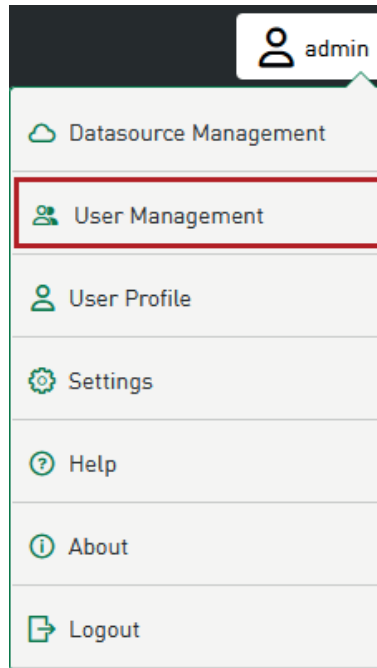 admin
Datasource Management
User Management
User Profile
Settings
Help
About
Logout